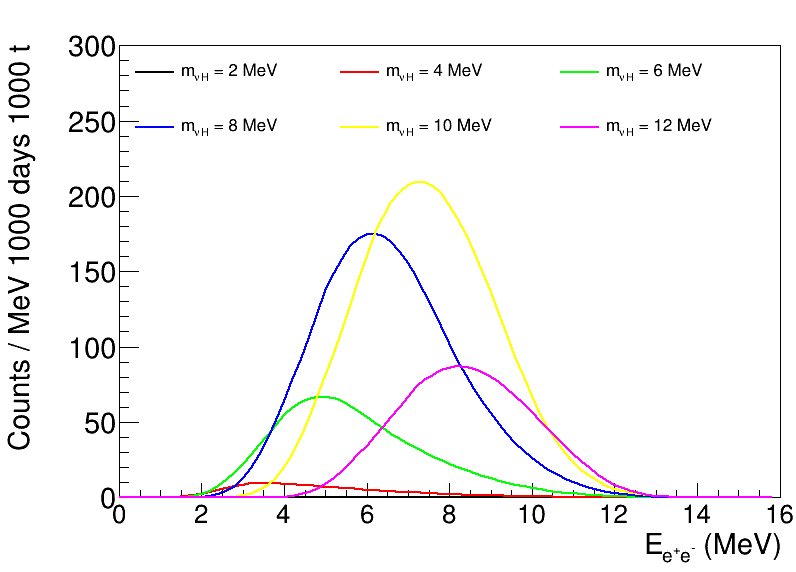 Counts / MeV 1000 days 1000 t
300
250
200
150
100
50
0
m_νH = 2 MeV m_νH = 4 MeV m_νH = 6 MeV
m_νH = 8 MeV m_νH = 10 MeV m_νH = 12 MeV
0 2 4 6 8 10 12 14 16
E_e⁺e⁻ (MeV)